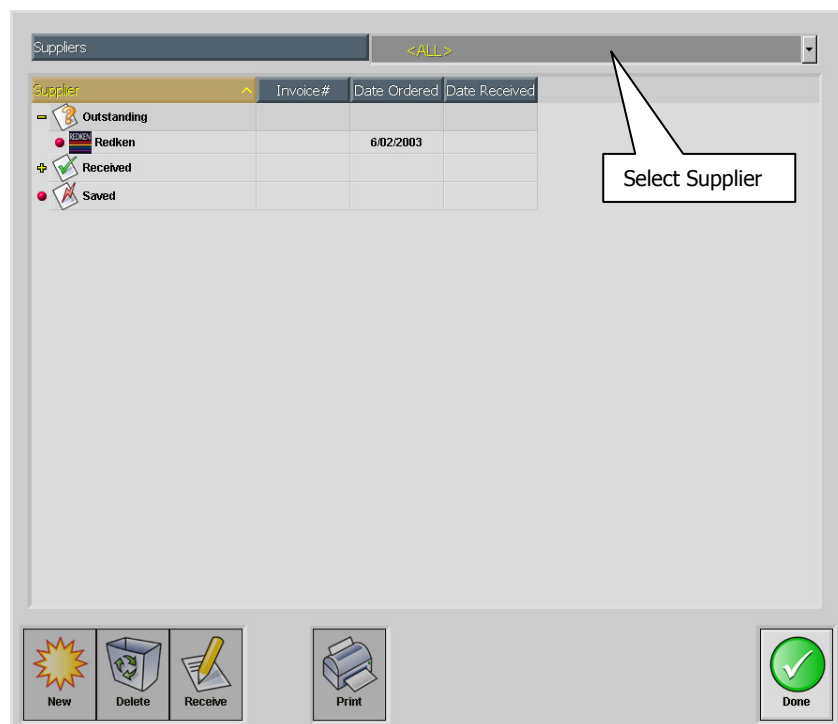 Suppliers <ALL>
Supplier Invoice# Date Ordered Date Received
Outstanding
REDKEN Redken 6/02/2003
Received
Select Supplier
Saved
New Delete Receive Print Done